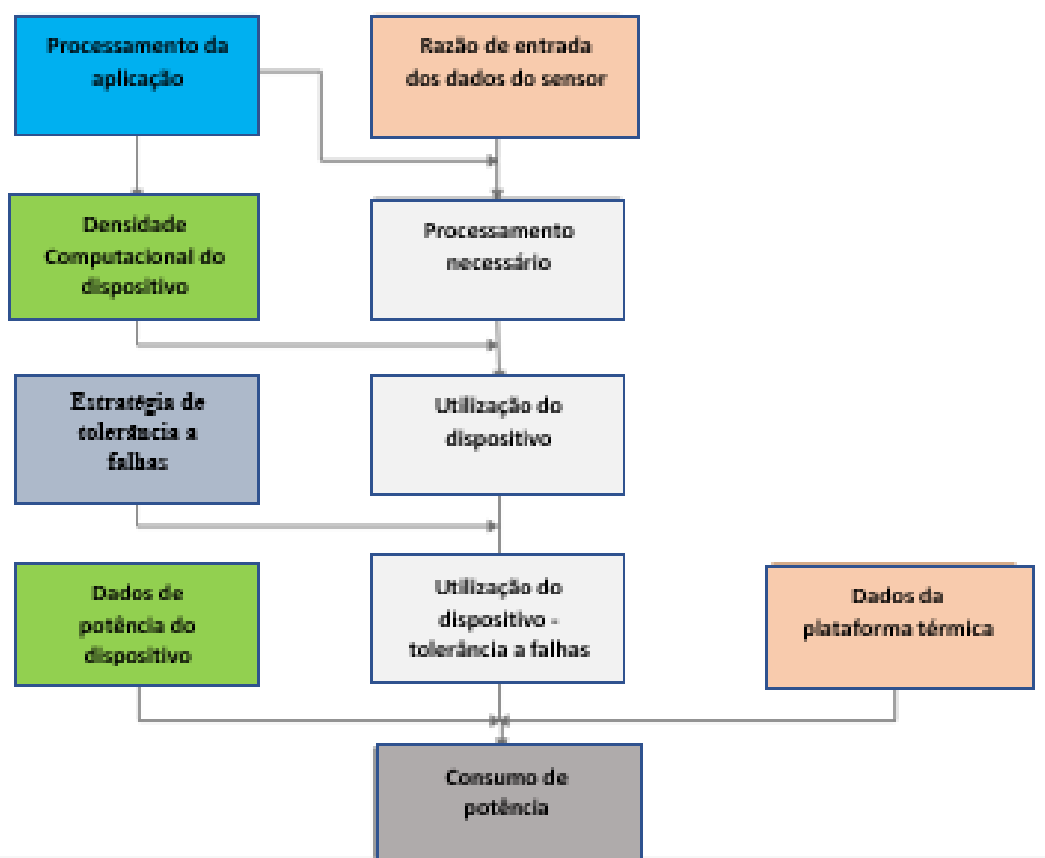 Processamento da
aplicação
Razão de entrada
dos dados do sensor
Densidade
Computacional do
dispositivo
Processamento
necessário
Estratégia de
tolerância a
falhas
Utilização do
dispositivo
Dados de
potência do
dispositivo
Utilização do
dispositivo -
tolerância a falhas
Dados da
plataforma térmica
Consumo de
potência